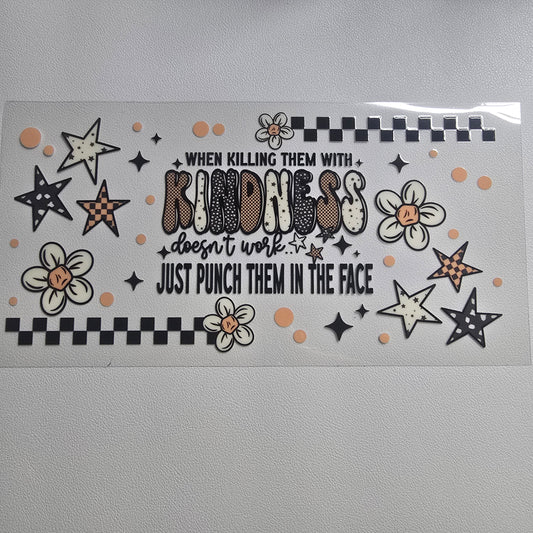 WHEN KILLING THEM WITH
KINDNESS
doesn't work...
JUST PUNCH THEM IN THE FACE